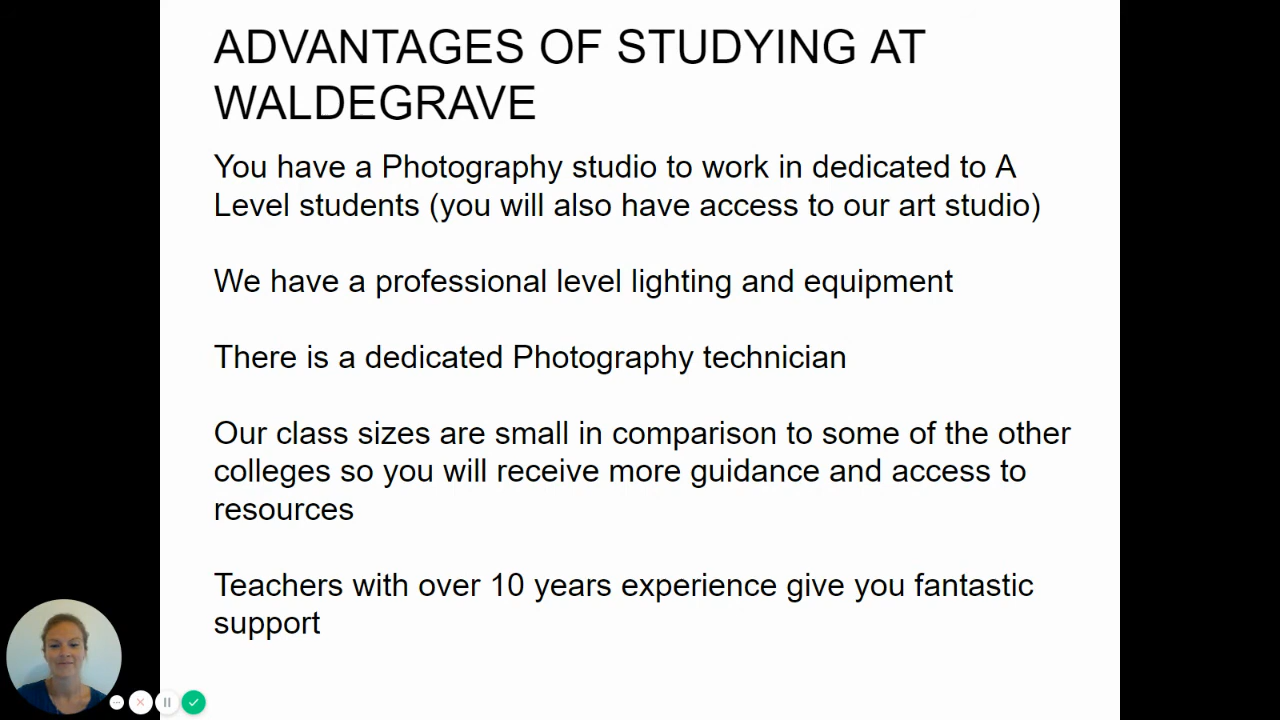 ADVANTAGES OF STUDYING AT
WALDEGRAVE
You have a Photography studio to work in dedicated to A
Level students (you will also have access to our art studio)
We have a professional level lighting and equipment
There is a dedicated Photography technician
Our class sizes are small in comparison to some of the other
colleges so you will receive more guidance and access to
resources
Teachers with over 10 years experience give you fantastic
support